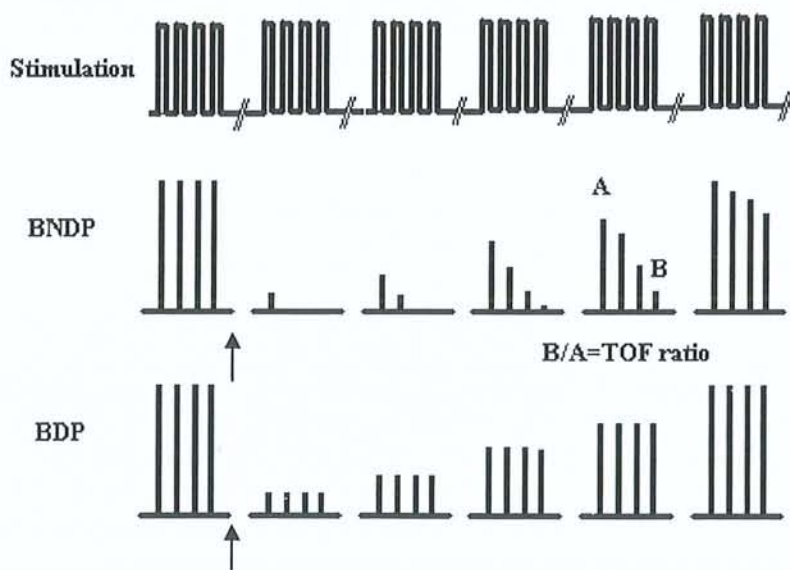 Stimulation
BNDP
A
B
B/A=TOF ratio
BDP